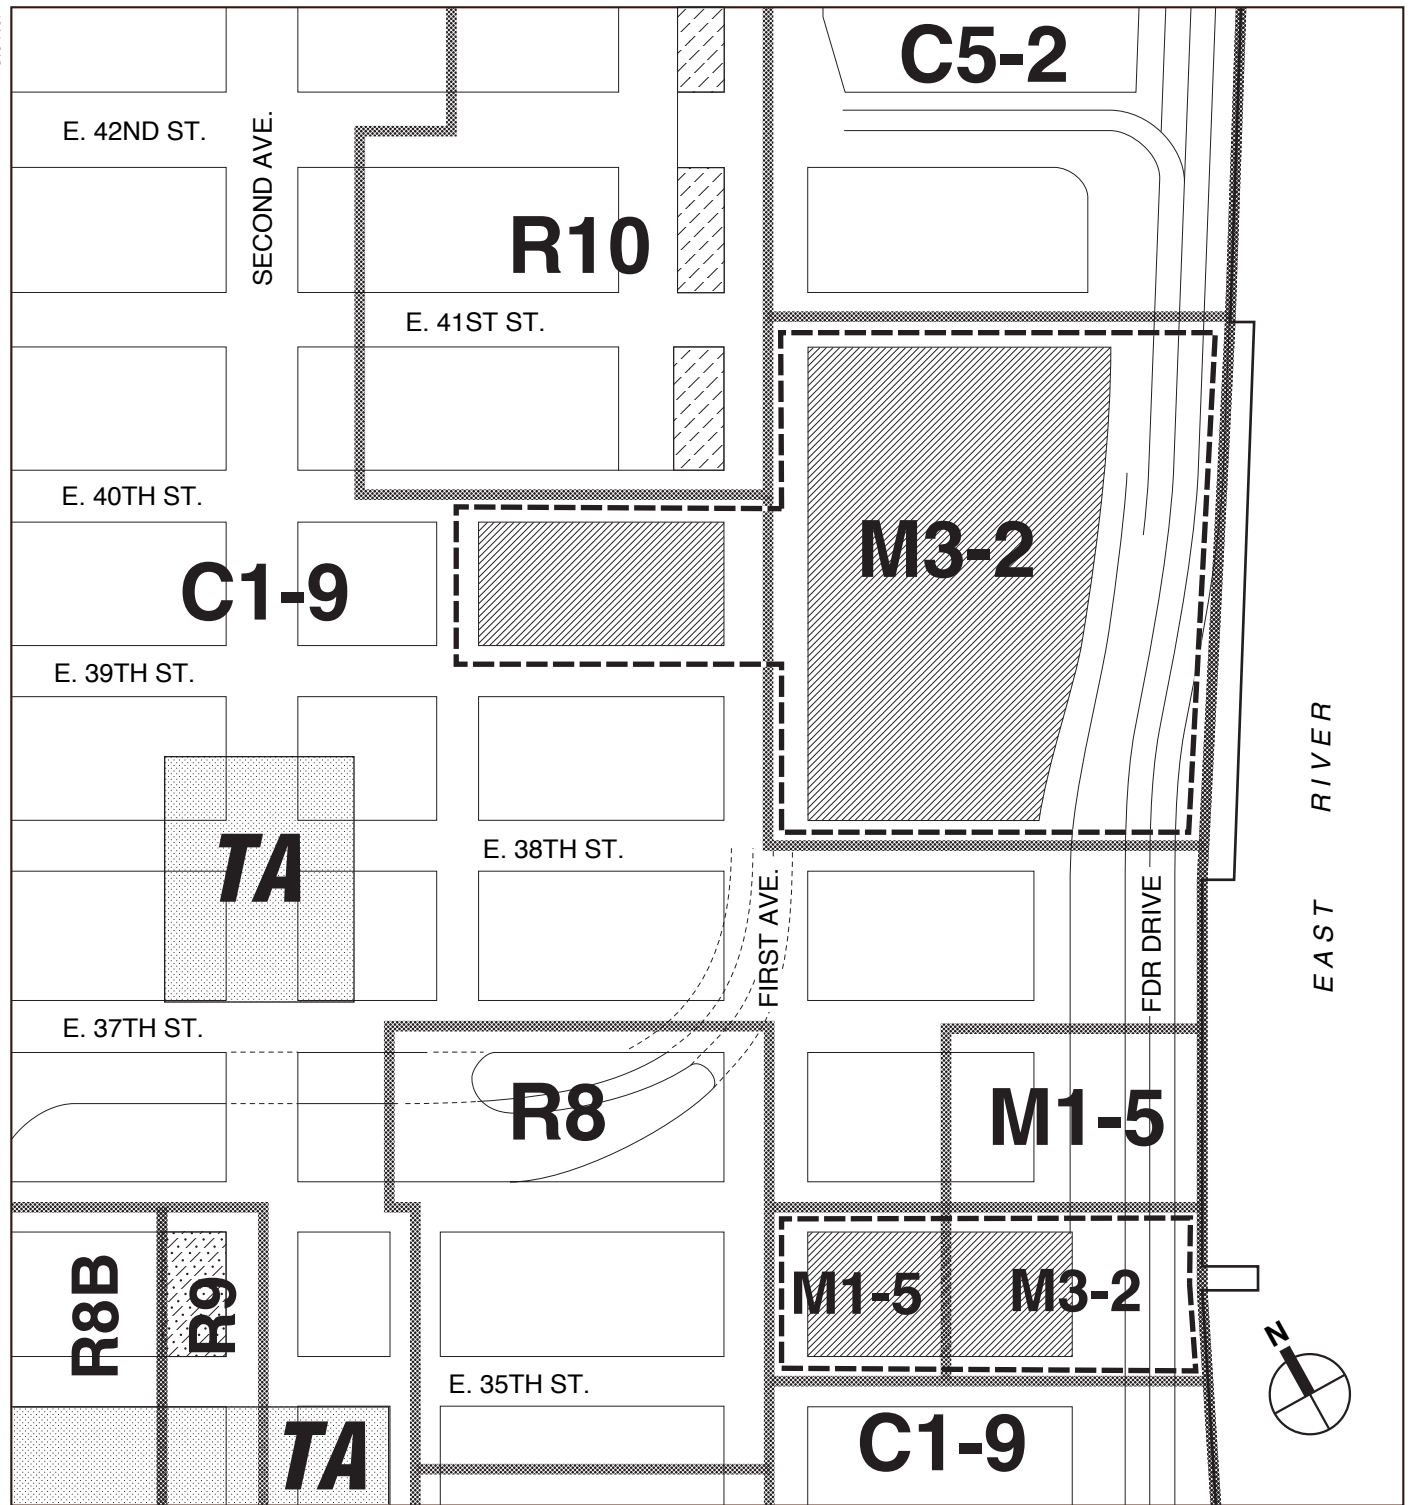 C5-2
E. 42ND ST.
SECOND AVE.
R10
E. 41ST ST.
E. 40TH ST.
M3-2
C1-9
E. 39TH ST.
EAST RIVER
TA
E. 38TH ST.
FIRST AVE.
FDR DRIVE
E. 37TH ST.
R8
M1-5
R8B
R9
M1-5
M3-2
N
E. 35TH ST.
C1-9
TA